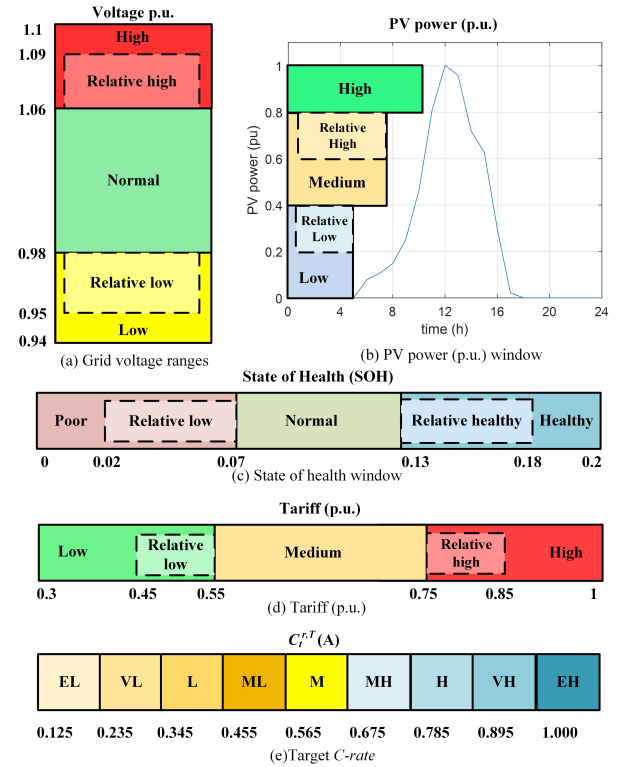 Voltage p.u.
1.1
High
1.09
Relative high
1.06
Normal
0.98
Relative low
0.95
Low
0.94
(a) Grid voltage ranges
PV power (p.u.)
PV power (pu)
1
0.8
0.6
0.4
0.2
0
High
Relative
High
Medium
Relative
Low
Low
0 4 8 12 16 20 24
time (h)
(b) PV power (p.u.) window
State of Health (SOH)
Poor Relative low Normal Relative healthy Healthy
0 0.02 0.07 0.13 0.18 0.2
(c) State of health window
Tariff (p.u.)
Low Relative low Medium Relative high High
0.3 0.45 0.55 0.75 0.85 1
(d) Tariff (p.u.)
C_t^{r,T} (A)
EL VL L ML M MH H VH EH
0.125 0.235 0.345 0.455 0.565 0.675 0.785 0.895 1.000
(e)Target C-rate